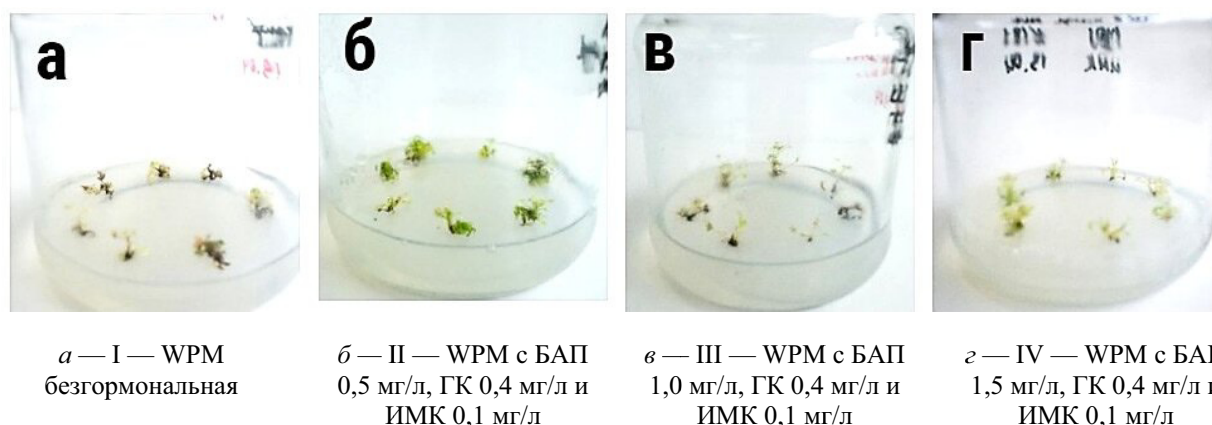 а
б
в
г
а — I — WPM
безгормональная
б — II — WPM с БАП
0,5 мг/л, ГК 0,4 мг/л и
ИМК 0,1 мг/л
в — III — WPM с БАП
1,0 мг/л, ГК 0,4 мг/л и
ИМК 0,1 мг/л
г — IV — WPM с БАП
1,5 мг/л, ГК 0,4 мг/л и
ИМК 0,1 мг/л